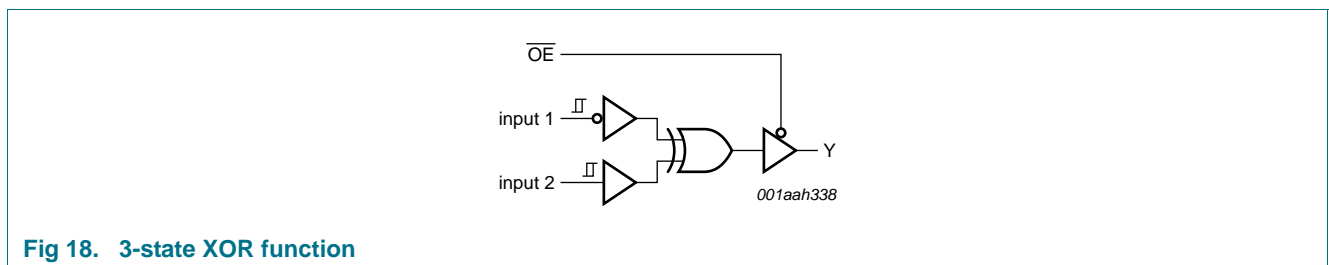 OE
input 1
input 2
Y
001aah338
Fig 18. 3-state XOR function